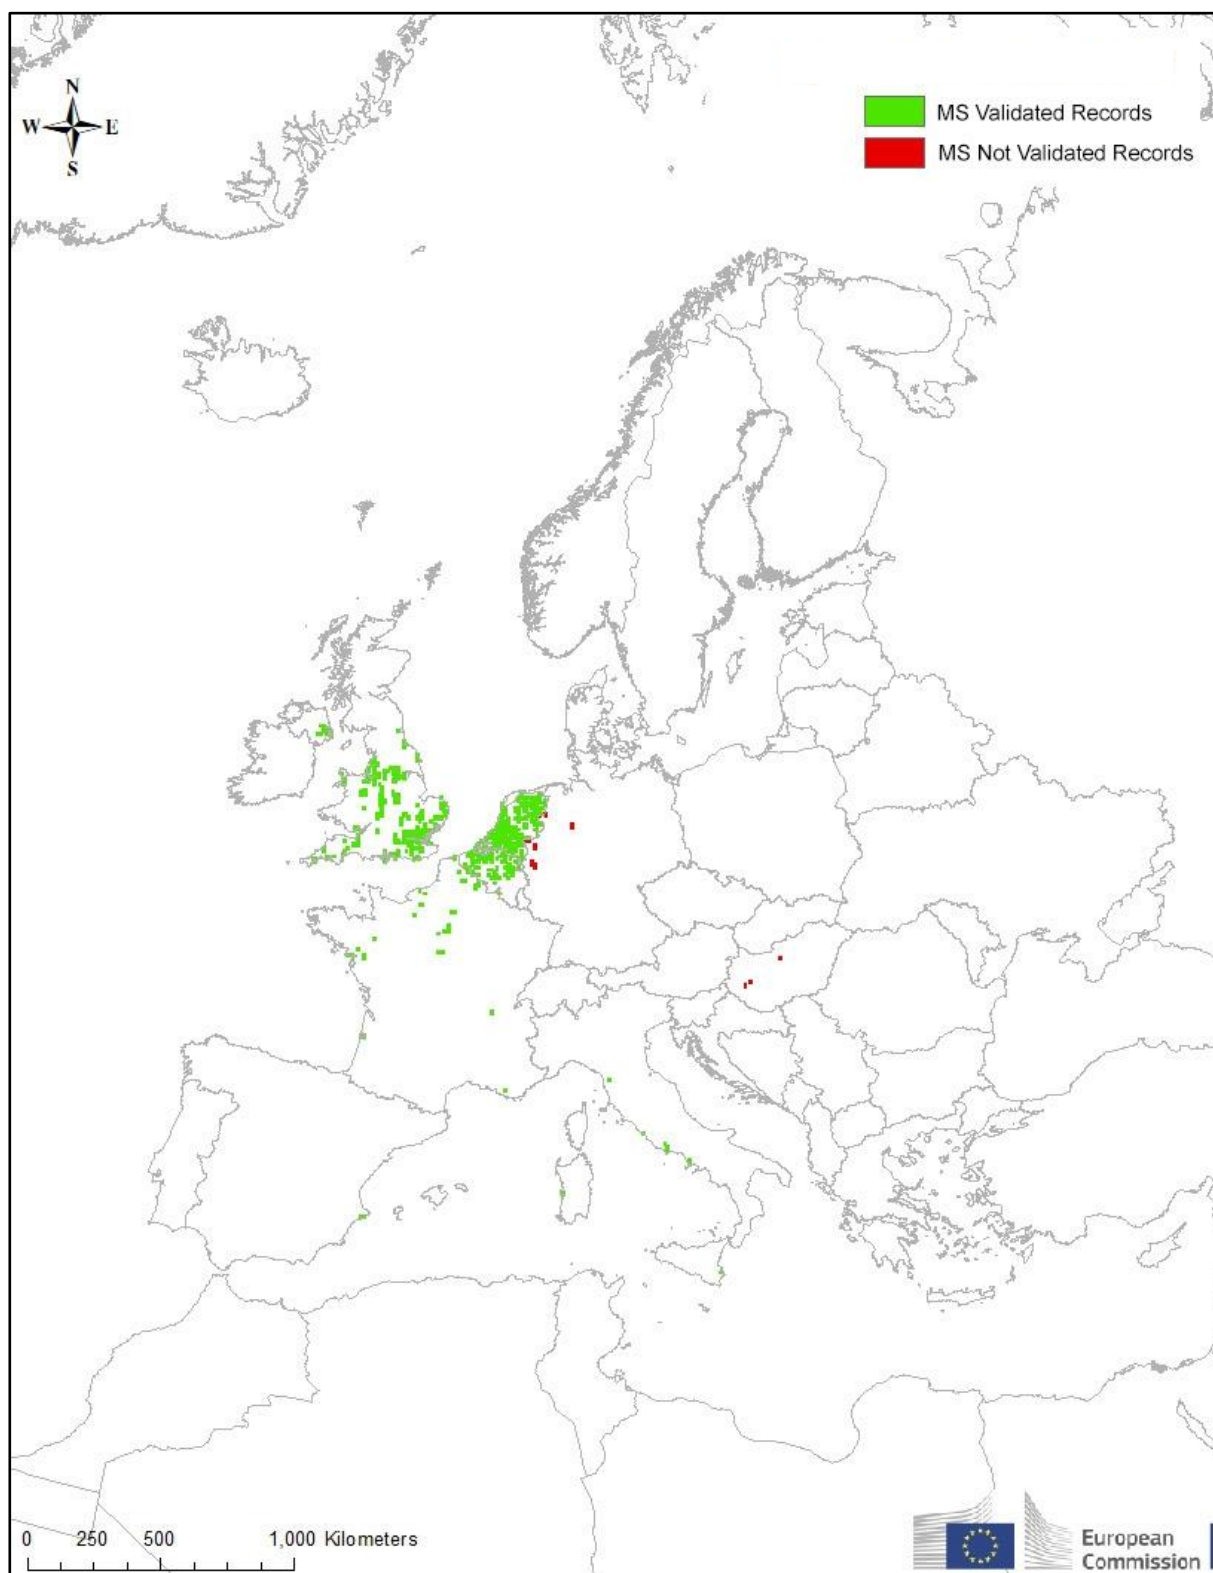 N
W E
S
MS Validated Records
MS Not Validated Records
0 250 500 1,000 Kilometers
European
Commission